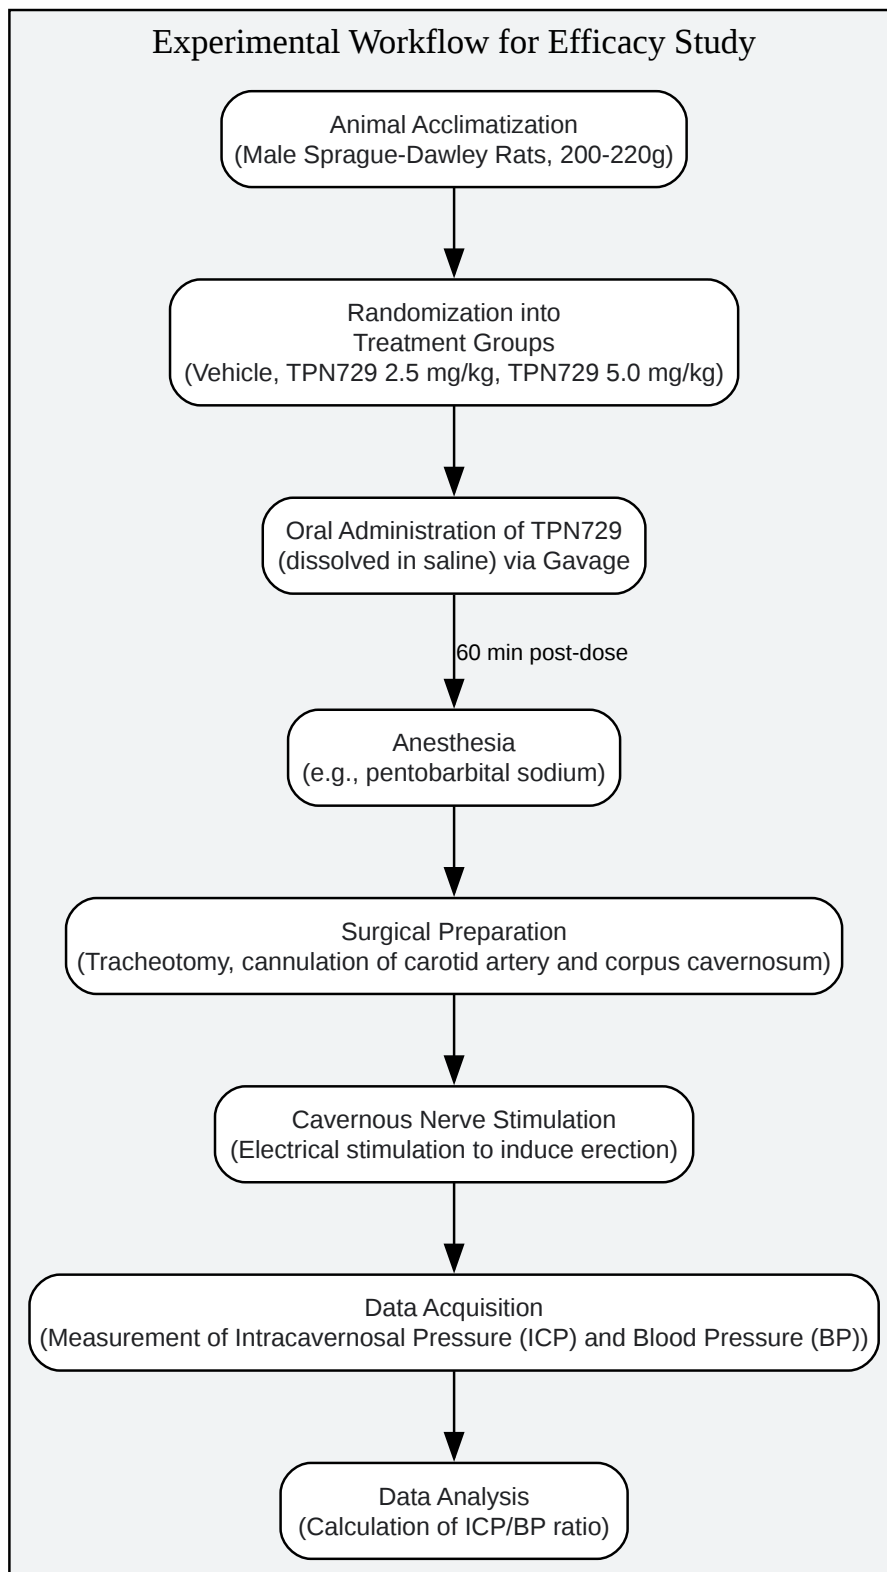 Experimental Workflow for Efficacy Study
Animal Acclimatization
(Male Sprague-Dawley Rats, 200-220g)
Randomization into
Treatment Groups
(Vehicle, TPN729 2.5 mg/kg, TPN729 5.0 mg/kg)
Oral Administration of TPN729
(dissolved in saline) via Gavage
60 min post-dose
Anesthesia
(e.g., pentobarbital sodium)
Surgical Preparation
(Tracheotomy, cannulation of carotid artery and corpus cavernosum)
Cavernous Nerve Stimulation
(Electrical stimulation to induce erection)
Data Acquisition
(Measurement of Intracavernosal Pressure (ICP) and Blood Pressure (BP))
Data Analysis
(Calculation of ICP/BP ratio)